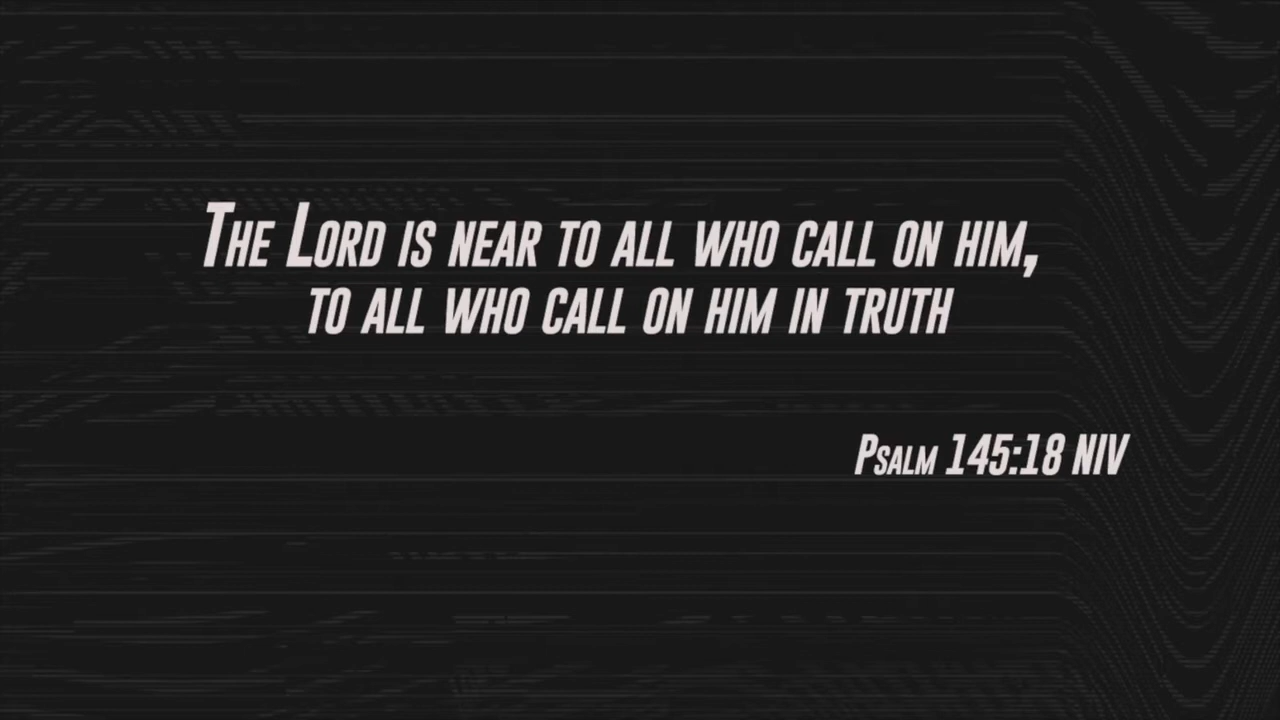 The Lord is near to all who call on him,
to all who call on him in truth
Psalm 145:18 NIV